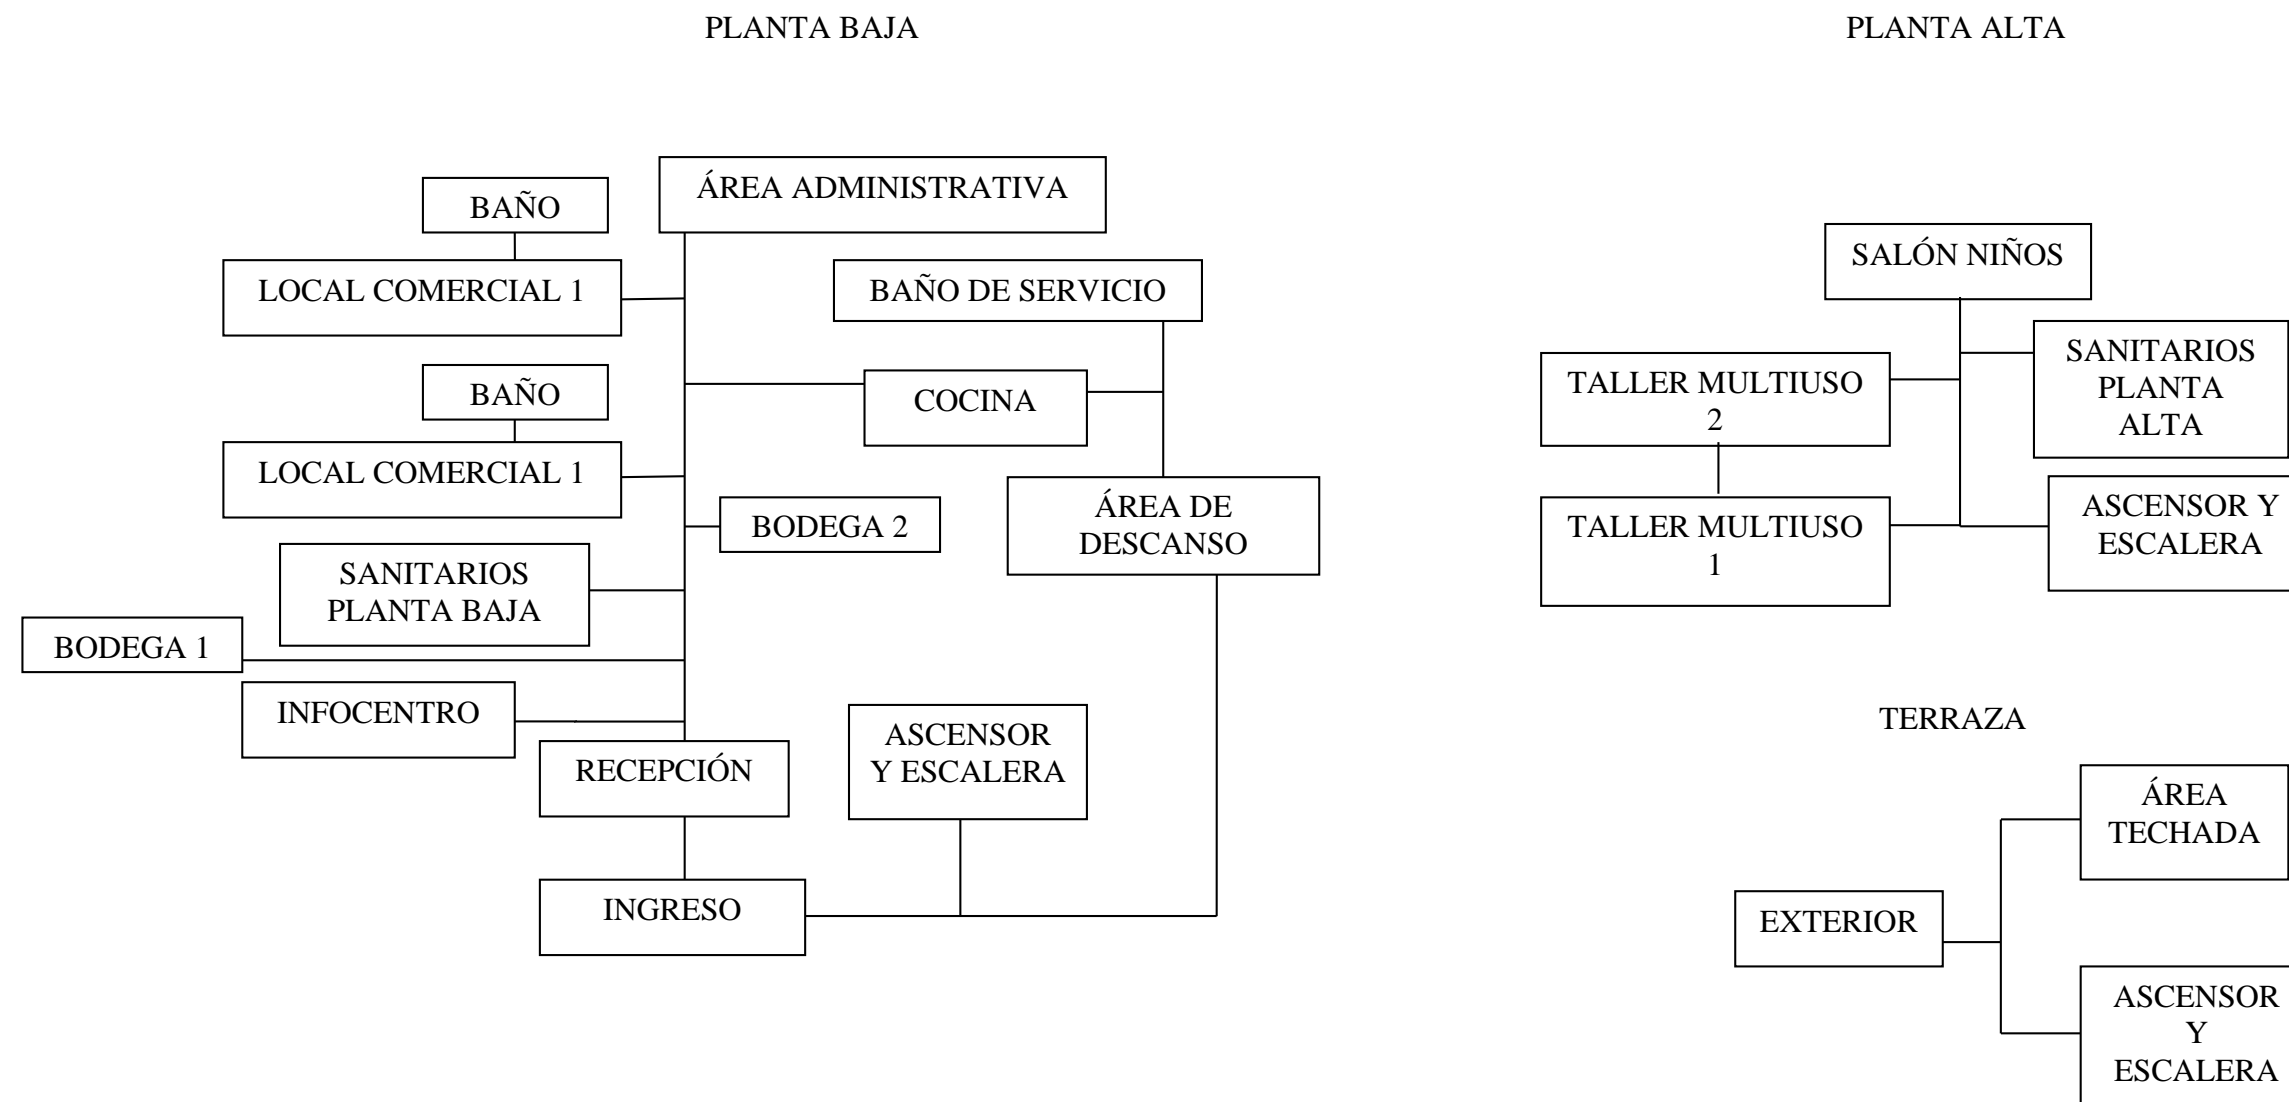 PLANTA BAJA
ÁREA ADMINISTRATIVA
BAÑO
LOCAL COMERCIAL 1
BAÑO DE SERVICIO
BAÑO
COCINA
LOCAL COMERCIAL 1
ÁREA DE
DESCANSO
BODEGA 2
SANITARIOS
PLANTA BAJA
BODEGA 1
INFOCENTRO
ASCENSOR
Y ESCALERA
RECEPCIÓN
INGRESO
PLANTA ALTA
SALÓN NIÑOS
SANITARIOS
PLANTA
ALTA
TALLER MULTIUSO
2
ASCENSOR Y
ESCALERA
TALLER MULTIUSO
1
TERRAZA
ÁREA
TECHADA
EXTERIOR
ASCENSOR
Y
ESCALERA